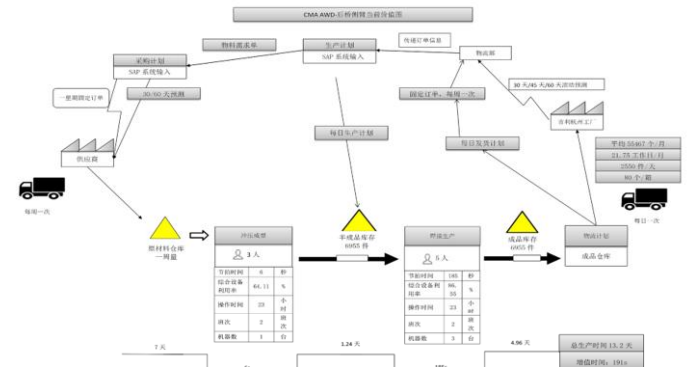 CMA AWD-后桥侧臂当前价值图
物料需求单
生产计划
SAP 系统输入
传递订单信息
物流部
采购计划
SAP 系统输入
一星期固定订单
30/60 天预测
固定订单，每周一次
30 天/45 天/60 天滚动预测
吉利杭州工厂
每日生产计划
每日发货计划
供应商
每周一次
平均 55467 个/月
21.75 工作日/月
2550 件/天
80 个/箱
每日一次
原材料仓库
一周量
冲压成型
3 人
半成品库存
6955 件
焊接生产
5 人
成品库存
6955 件
物流计划
成品仓库
节拍时间 6 秒
综合设备利用率 64.11 %
操作时间 23 小时
班次 2 班次
机器数 1 台
节拍时间 185 秒
综合设备利用率 86.55 %
操作时间 23 小时
班次 2 班次
机器数 3 台
7 天
1.24 天
4.96 天
总生产时间 13.2 天
增值时间：191s